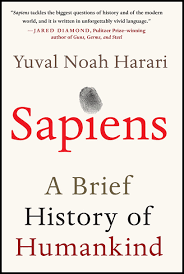 "Sapiens tackles the biggest questions of history and of the modern
world, and it is written in unforgettably vivid language."
—JARED DIAMOND, Pulitzer Prize–winning
author of Guns, Germs, and Steel
Yuval Noah Harari
Sapiens
A Brief
History of
Humankind